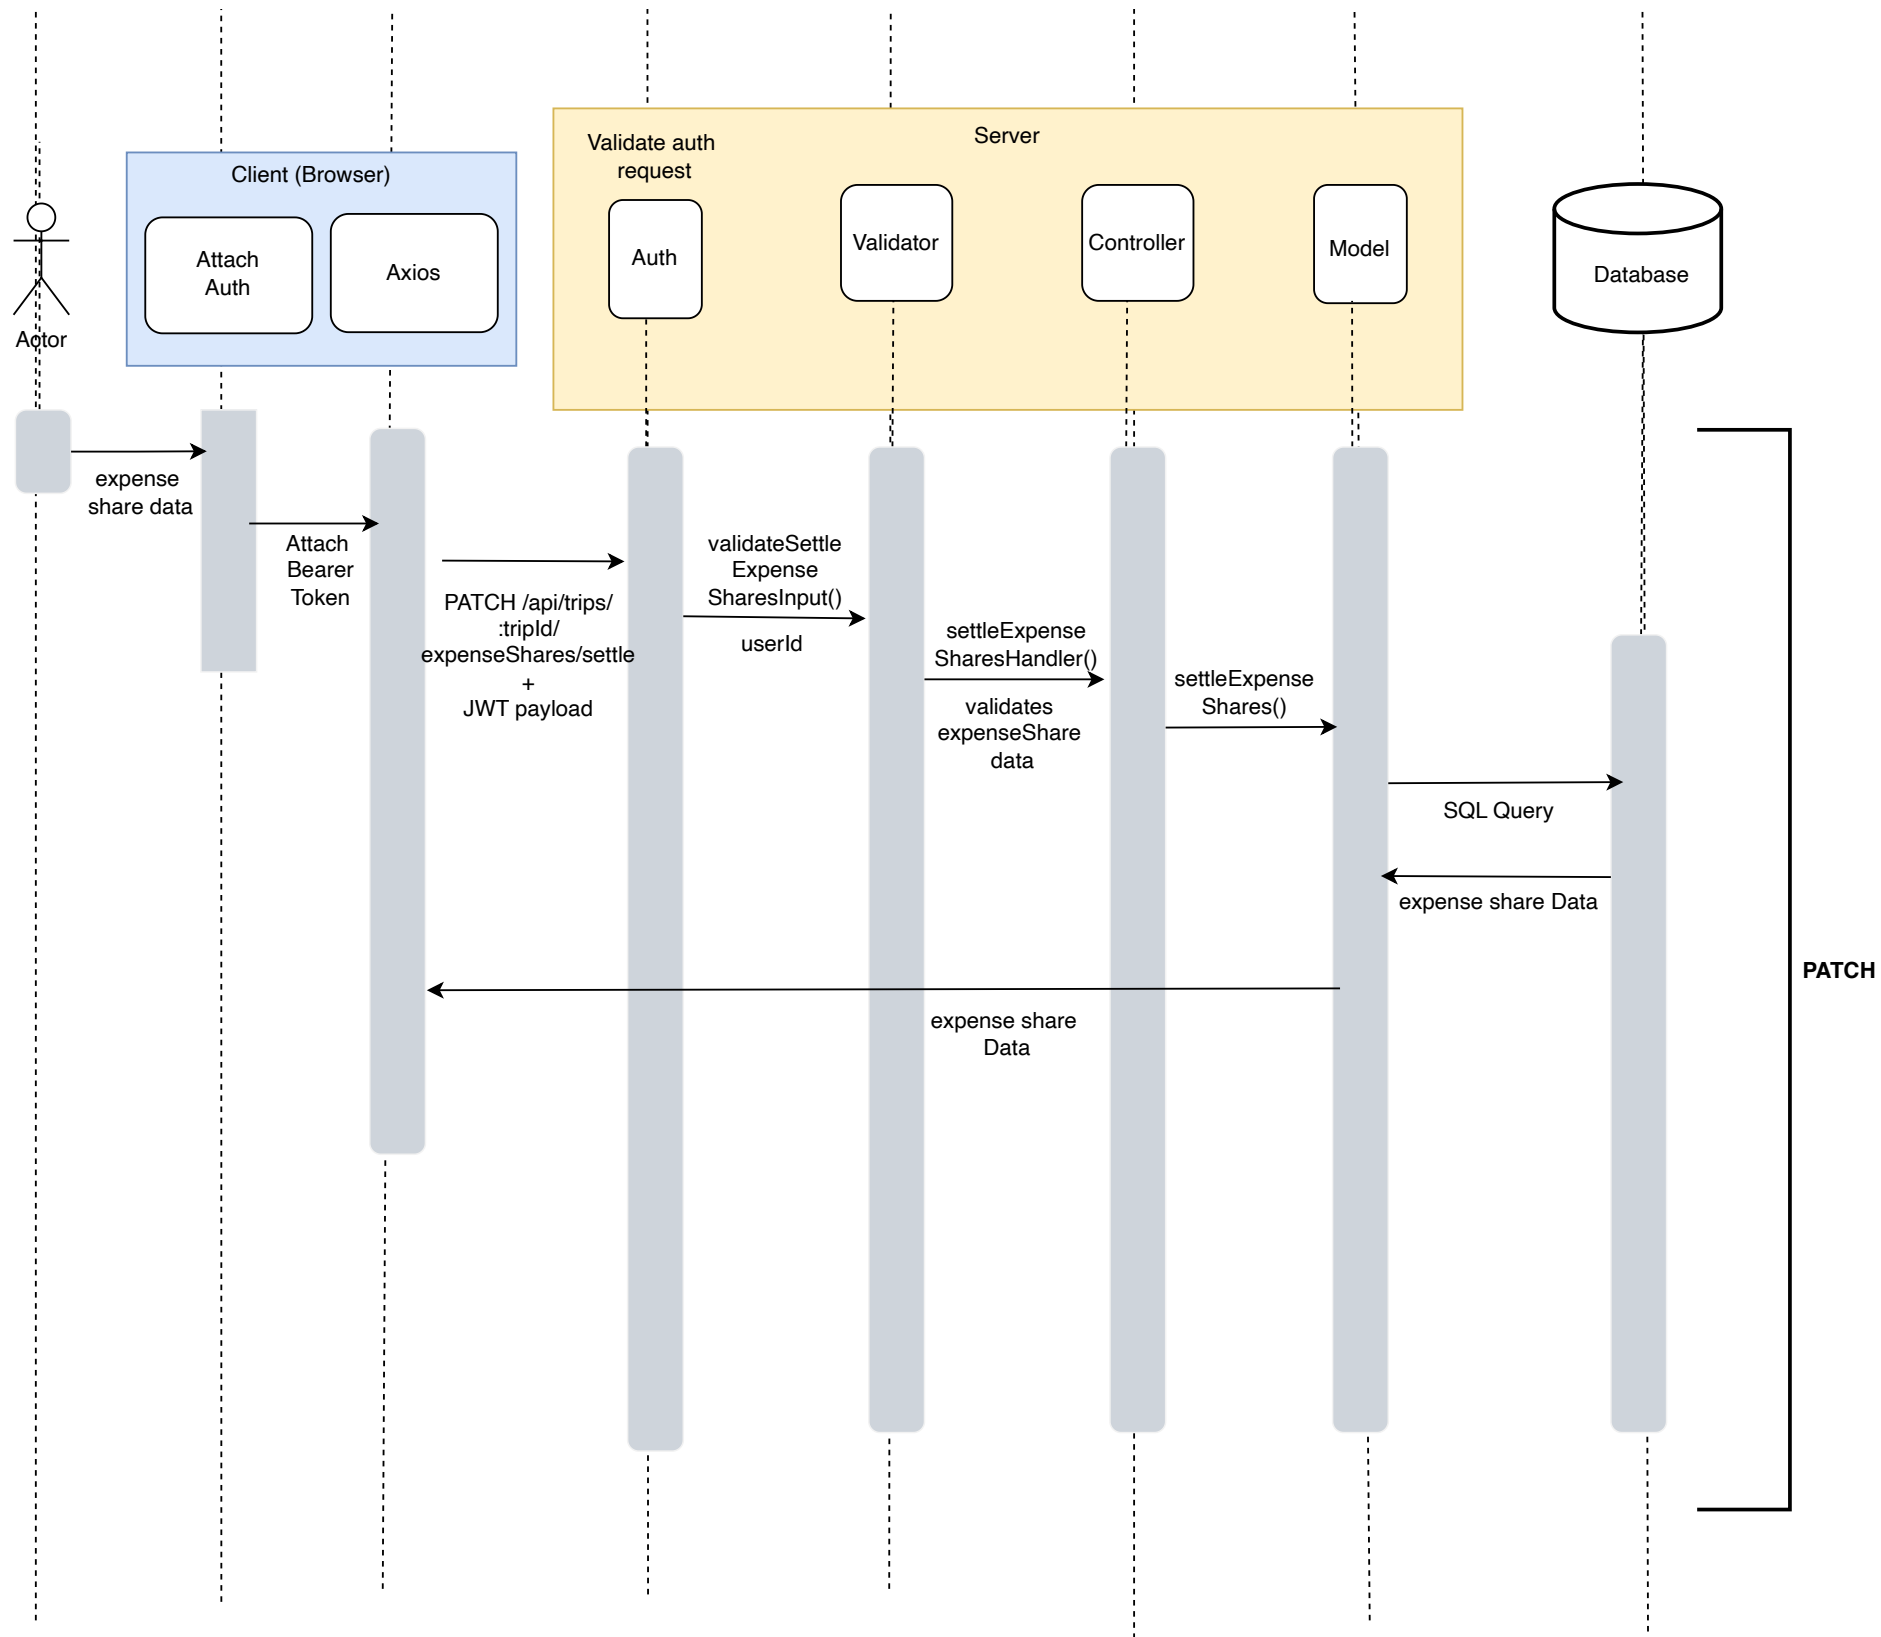 Server
Validate auth
request
Client (Browser)
Attach
Auth
Axios
Auth
Validator
Controller
Model
Database
Actor
expense
share data
Attach
Bearer
Token
PATCH /api/trips/
:tripId/
expenseShares/settle
+
JWT payload
validateSettle
Expense
SharesInput()
userId
settleExpense
SharesHandler()
validates
expenseShare
data
settleExpense
Shares()
SQL Query
expense share Data
PATCH
expense share
Data